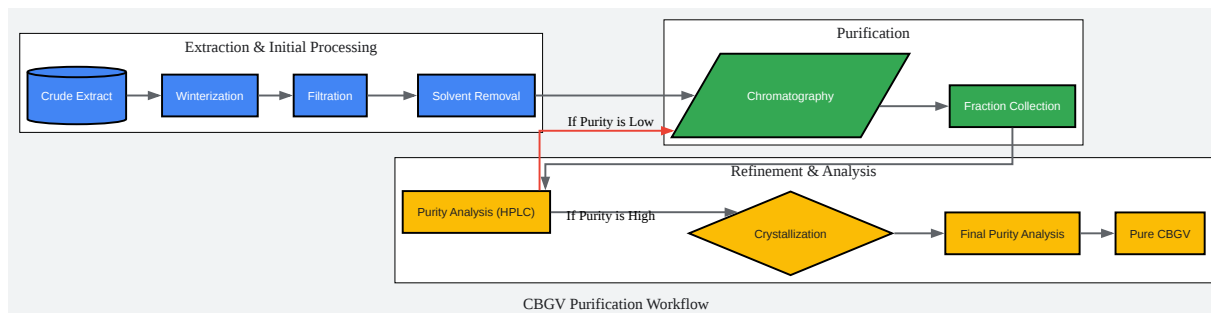 Extraction & Initial Processing
Crude Extract
Winterization
Filtration
Solvent Removal
Purification
Chromatography
Fraction Collection
If Purity is Low
Refinement & Analysis
Purity Analysis (HPLC)
If Purity is High
Crystallization
Final Purity Analysis
Pure CBGV
CBGV Purification Workflow